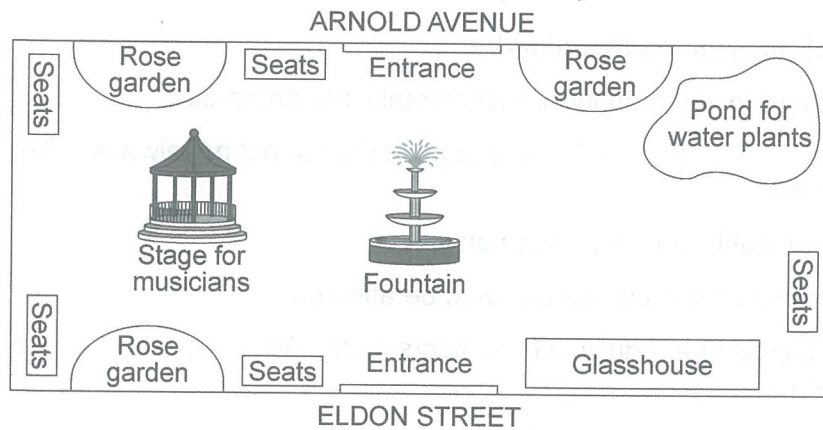 ARNOLD AVENUE
Seats
Rose
garden
Seats
Entrance
Rose
garden
Pond for
water plants
Stage for
musicians
Fountain
Seats
Seats
Rose
garden
Seats
Entrance
Glasshouse
ELDON STREET